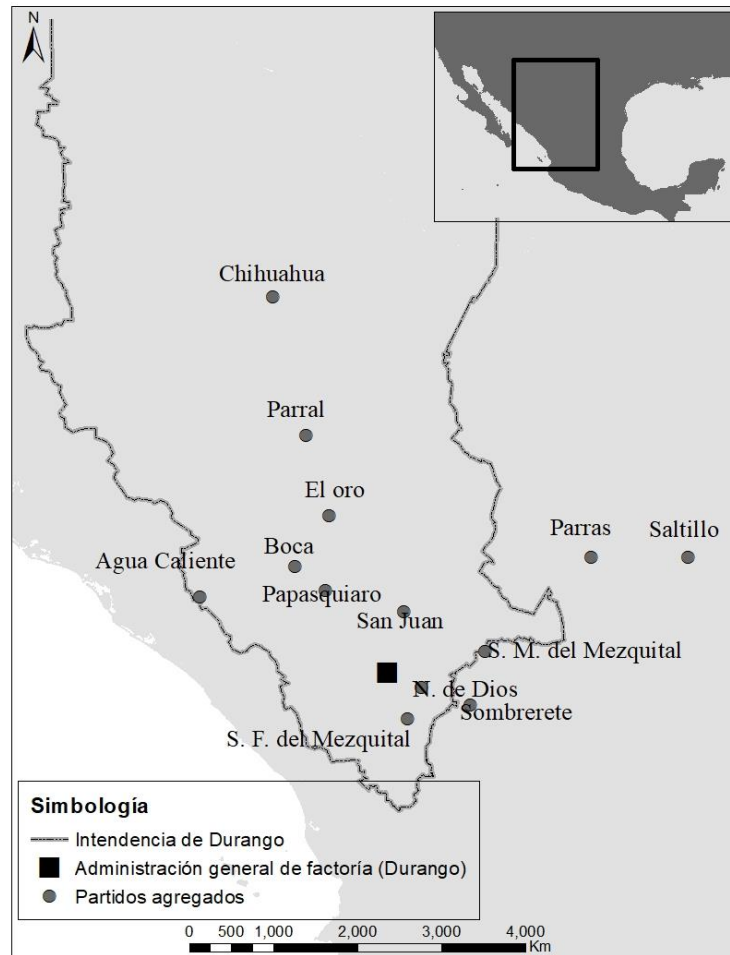 N
Chihuahua
Parral
El oro
Boca
Parras
Saltillo
Agua Caliente
Papasquiaro
San Juan
S. M. del Mezquital
N. de Dios
Sombrerete
S. F. del Mezquital
Simbología
Intendencia de Durango
Administración general de factoría (Durango)
Partidos agregados
0 500 1,000 2,000 3,000 4,000
Km